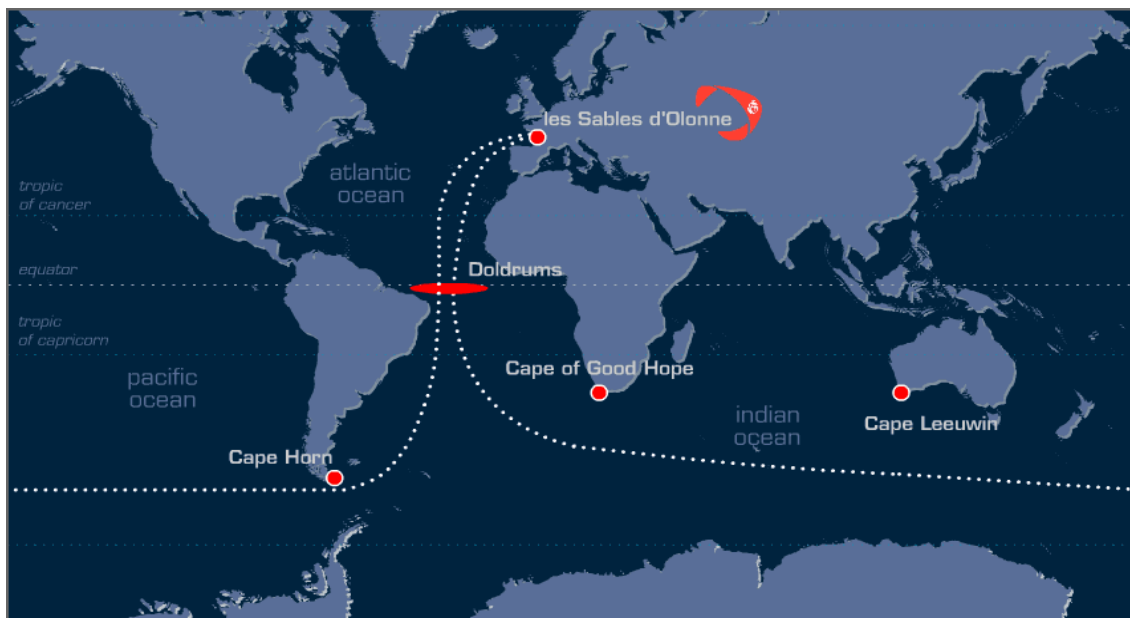 les Sables d'Olonne
atlantic
ocean
tropic
of cancer
equator
Doldrums
tropic
of capricorn
Cape of Good Hope
pacific
ocean
indian
ocean
Cape Leeuwin
Cape Horn